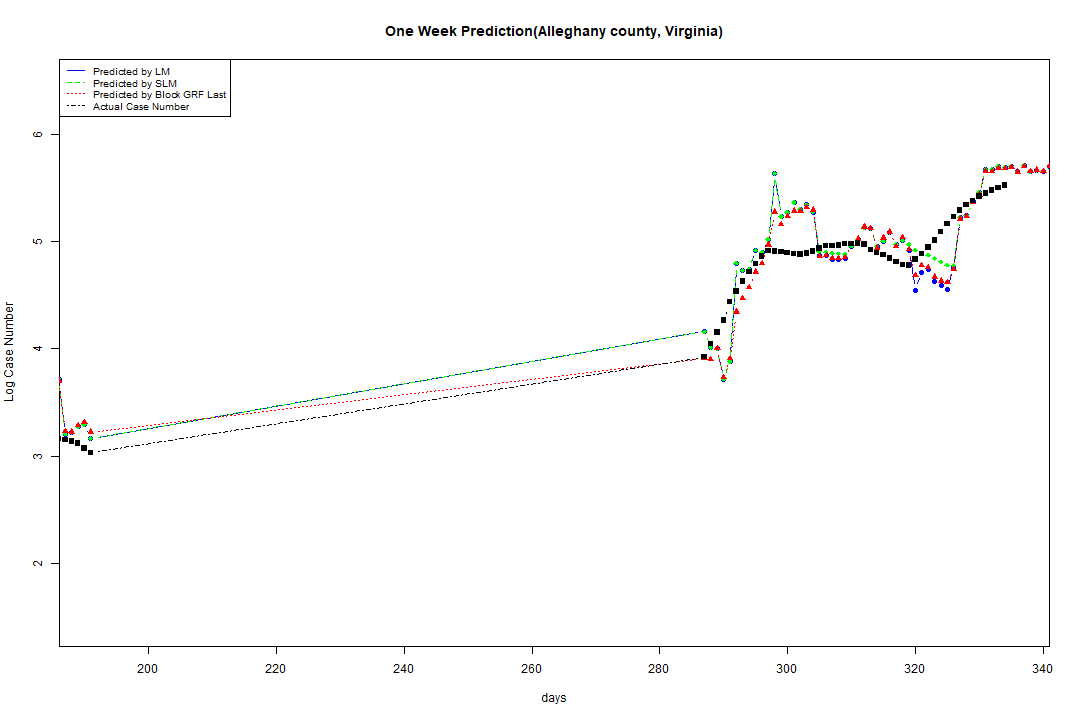 One Week Prediction(Alleghany county, Virginia)
Predicted by LM
Predicted by SLM
Predicted by Block GRF Last
Actual Case Number
6
5
4
3
2
Log Case Number
200 220 240 260 280 300 320 340
days